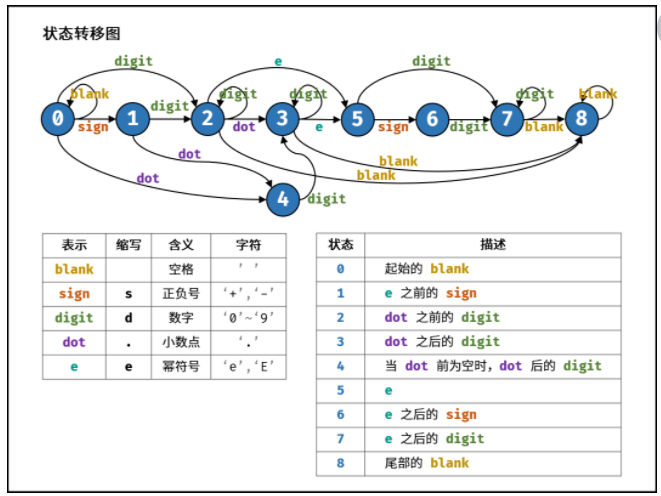 状态转移图
digit
e
digit
blank
digit
digit
digit
blank
0
1
2
3
5
6
7
8
sign
digit
dot
e
sign
digit
blank
dot
blank
blank
dot
4
digit
表示 缩写 含义 字符
blank 空格 ' '
sign s 正负号 '+','-'
digit d 数字 '0'~'9'
dot . 小数点 '.'
e e 幂符号 'e','E'
状态 描述
0 起始的 blank
1 e 之前的 sign
2 dot 之前的 digit
3 dot 之后的 digit
4 当 dot 前为空时，dot 后的 digit
5 e
6 e 之后的 sign
7 e 之后的 digit
8 尾部的 blank